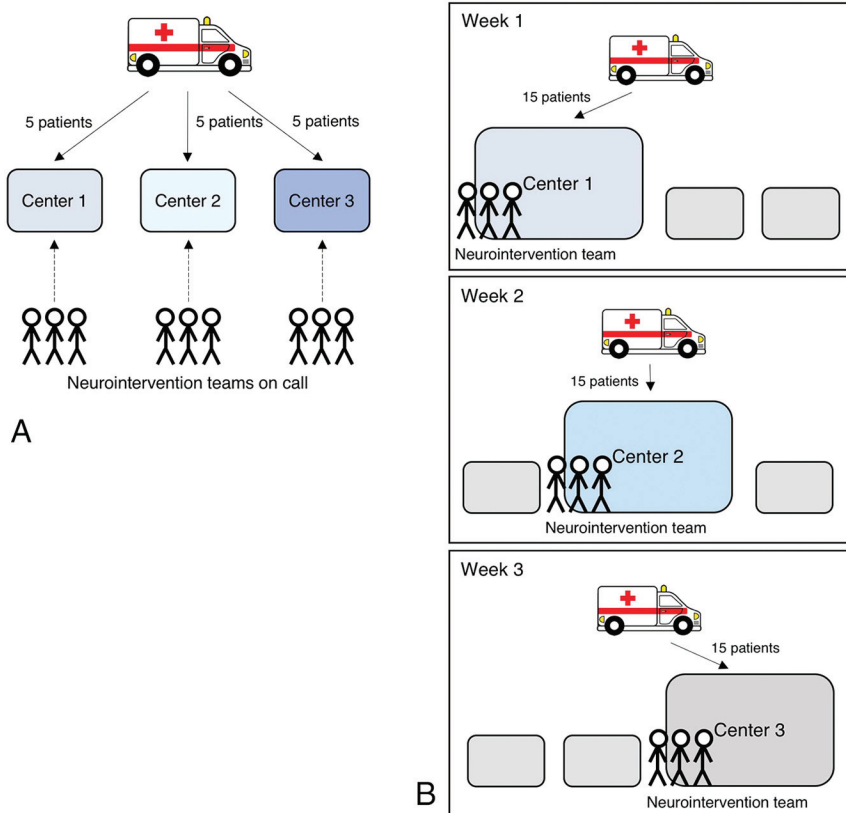 5 patients
5 patients
5 patients
Center 1
Center 2
Center 3
Neurointervention teams on call
A
Week 1
15 patients
Center 1
Neurointervention team
Week 2
15 patients
Center 2
Neurointervention team
Week 3
15 patients
Center 3
Neurointervention team
B